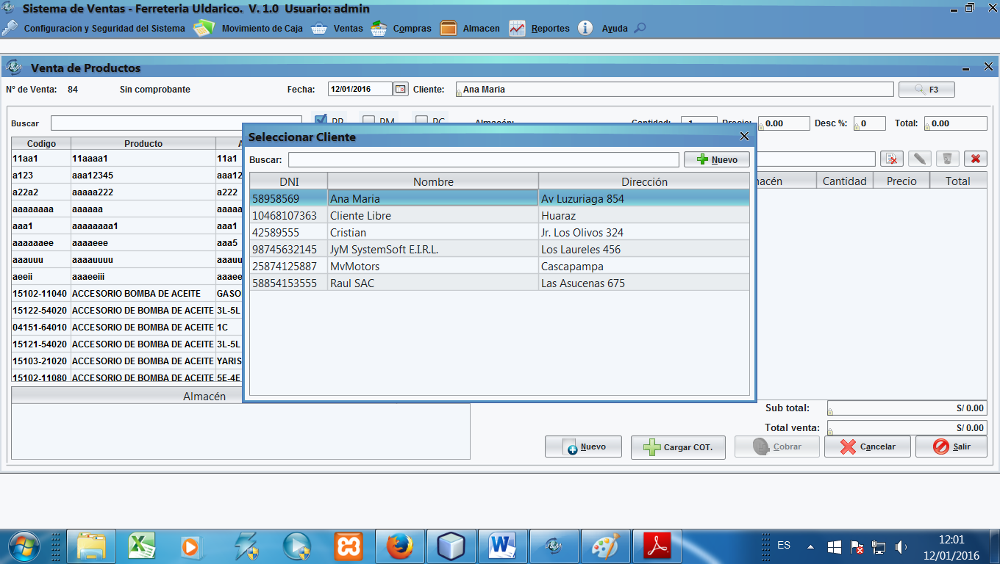 Sistema de Ventas - Ferreteria Uldarico. V. 1.0 Usuario: admin
Configuracion y Seguridad del Sistema Movimiento de Caja Ventas Compras Almacen Reportes Ayuda
Venta de Productos
Nº de Venta: 84 Sin comprobante Fecha: 12/01/2016 Cliente: Ana Maria F3
Buscar PP PM PC Almacén: Cantidad: 1 Precio: 0.00 Desc %: 0 Total: 0.00
Seleccionar Cliente
Buscar: Nuevo
DNI Nombre Dirección
58958569 Ana Maria Av Luzuriaga 854
10468107363 Cliente Libre Huaraz
42589555 Cristian Jr. Los Olivos 324
98745632145 JyM SystemSoft E.I.R.L. Los Laureles 456
25874125887 MvMotors Cascapampa
58854153555 Raul SAC Las Asucenas 675
Codigo Producto A
11aa1 11aaaa1 11a1
a123 aaa12345 aaa12
a22a2 aaaaa222 a222
aaaaaaaa aaaaaa aaaaa
aaa1 aaaaaaaa1 aaa1
aaaaaaee aaaaeee aaa5
aaauuu aaaauuuu aaauu
aeeii aaaeeiii aaaee
15102-11040 ACCESORIO BOMBA DE ACEITE GASO
15122-54020 ACCESORIO DE BOMBA DE ACEITE 3L-5L
04151-64010 ACCESORIO DE BOMBA DE ACEITE 1C
15121-54020 ACCESORIO DE BOMBA DE ACEITE 3L-5L
15103-21020 ACCESORIO DE BOMBA DE ACEITE YARIS
15102-11080 ACCESORIO DE BOMBA DE ACEITE 5E-4E
macén Cantidad Precio Total
Almacén
Sub total: S/ 0.00
Total venta: S/ 0.00
Nuevo Cargar COT. Cobrar Cancelar Salir
ES 12:01
12/01/2016